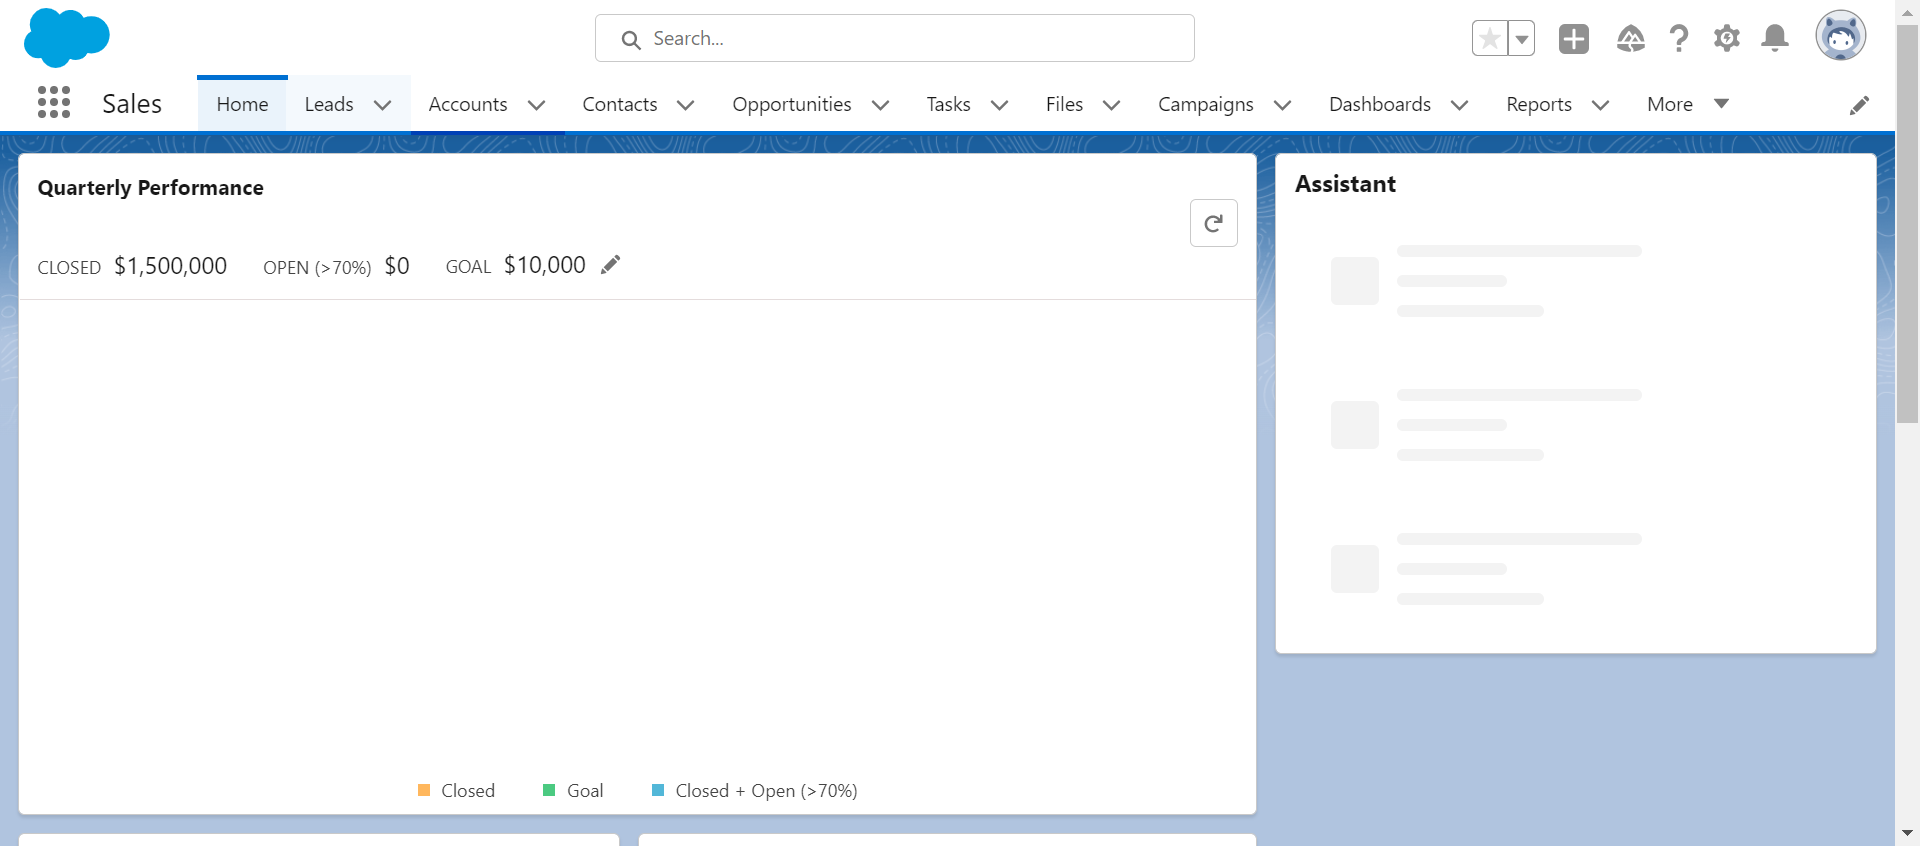 Search...
Sales
Home
Leads
Accounts
Contacts
Opportunities
Tasks
Files
Campaigns
Dashboards
Reports
More
Quarterly Performance
CLOSED $1,500,000 OPEN (>70%) $0 GOAL $10,000
Closed
Goal
Closed + Open (>70%)
Assistant